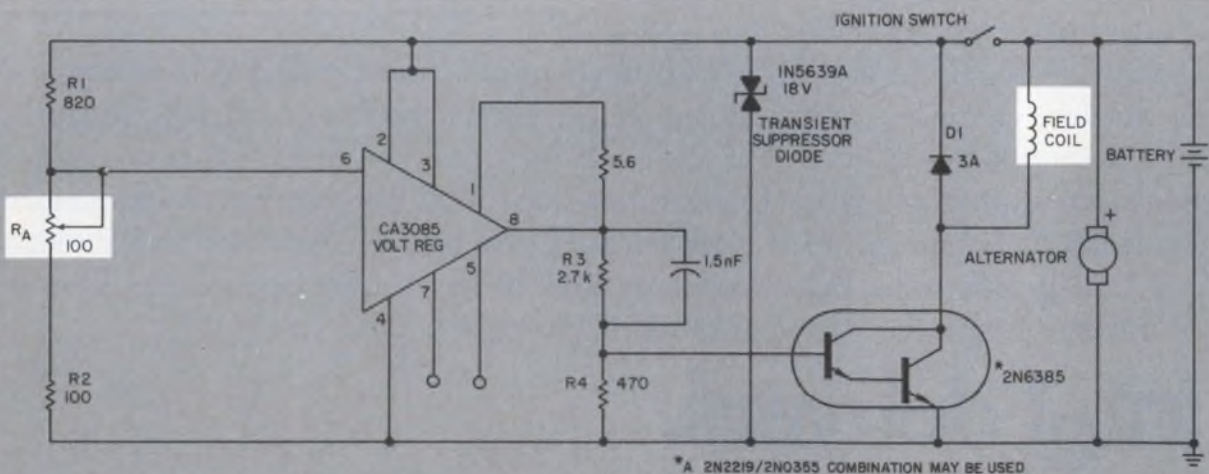 IGNITION SWITCH
R1
820
2
3
1
6
IN5639A
18V
TRANSIENT
SUPPRESSOR
DIODE
D1
3A
FIELD
COIL
BATTERY
5.6
RA
100
CA3085
VOLT REG
8
R3
2.7k
1.5nF
+
ALTERNATOR
7
5
4
R2
100
R4
470
*2N6385
*A 2N2219/2N0355 COMBINATION MAY BE USED